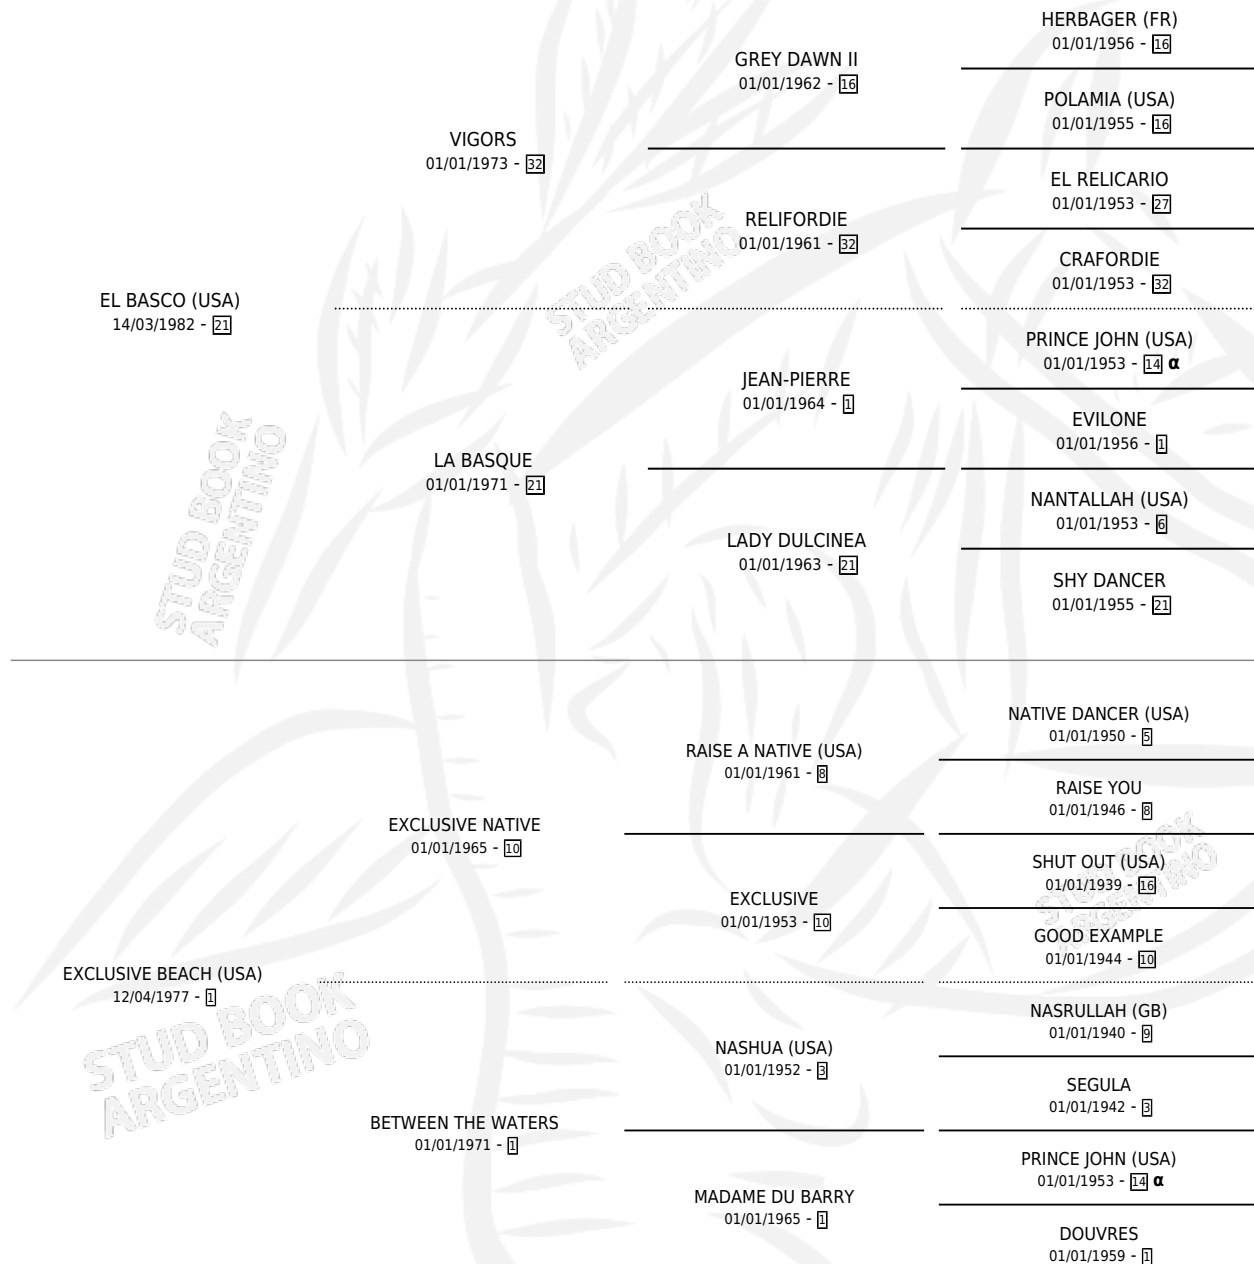 HERBAGER (FR)
01/01/1956 - 16
GREY DAWN II
01/01/1962 - 16
POLAMIA (USA)
01/01/1955 - 16
VIGORS
01/01/1973 - 32
EL RELICARIO
01/01/1953 - 27
RELIFORDIE
01/01/1961 - 32
CRAFORDIE
01/01/1953 - 32
EL BASCO (USA)
14/03/1982 - 21
PRINCE JOHN (USA)
01/01/1953 - 14 α
JEAN-PIERRE
01/01/1964 - 1
EVILONE
01/01/1956 - 1
LA BASQUE
01/01/1971 - 21
NANTALLAH (USA)
01/01/1953 - 6
LADY DULCINEA
01/01/1963 - 21
SHY DANCER
01/01/1955 - 21
NATIVE DANCER (USA)
01/01/1950 - 5
RAISE A NATIVE (USA)
01/01/1961 - 8
RAISE YOU
01/01/1946 - 8
EXCLUSIVE NATIVE
01/01/1965 - 10
SHUT OUT (USA)
01/01/1939 - 16
EXCLUSIVE
01/01/1953 - 10
GOOD EXAMPLE
01/01/1944 - 10
EXCLUSIVE BEACH (USA)
12/04/1977 - 1
NASRULLAH (GB)
01/01/1940 - 9
NASHUA (USA)
01/01/1952 - 3
SEGULA
01/01/1942 - 3
BETWEEN THE WATERS
01/01/1971 - 1
PRINCE JOHN (USA)
01/01/1953 - 14 α
MADAME DU BARRY
01/01/1965 - 1
DOUVRES
01/01/1959 - 1
STUD BOOK
ARGENTINO
STUD BOOK
ARGENTINO
STUD BOOK
ARGENTINO
STUD BOOK
ARGENTINO